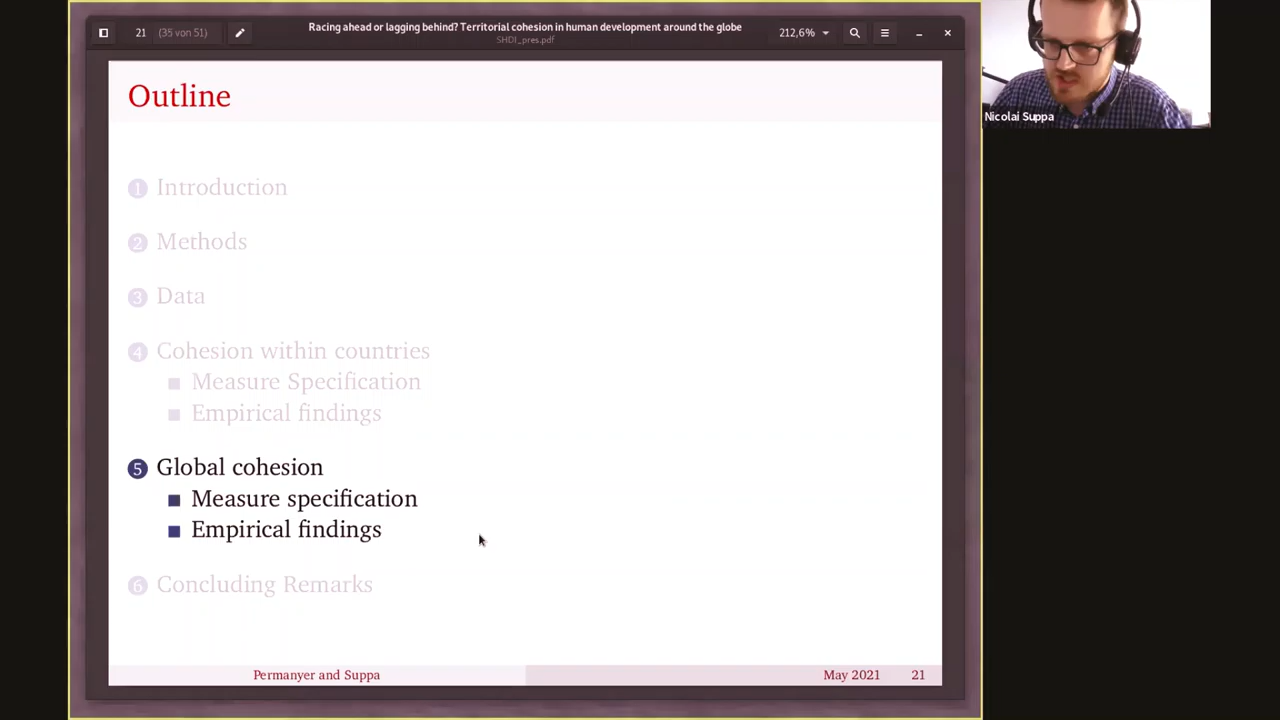 21 (35 von 51)
Racing ahead or lagging behind? Territorial cohesion in human development around the globe
SHDI_pres.pdf
212,6%
Nicolai Suppa
Outline
1 Introduction
2 Methods
3 Data
4 Cohesion within countries
Measure Specification
Empirical findings
5 Global cohesion
Measure specification
Empirical findings
6 Concluding Remarks
Permanyer and Suppa May 2021 21